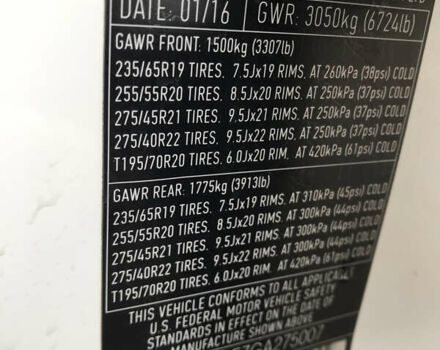 DATE: 01/16 GWR: 3050kg (6724lb)
GAWR FRONT: 1500kg (3307lb)
235/65R19 TIRES. 7.5Jx19 RIMS, AT 260kPa (38psi) COLD
255/55R20 TIRES. 8.5Jx20 RIMS, AT 250kPa (37psi) COLD
275/45R21 TIRES. 9.5Jx21 RIMS, AT 250kPa (37psi) COLD
275/40R22 TIRES. 9.5Jx22 RIMS, AT 250kPa (37psi) COLD
T195/70R20 TIRES. 6.0Jx20 RIM. AT 420kPa (61psi) COLD
GAWR REAR: 1775kg (3913lb)
235/65R19 TIRES. 7.5Jx19 RIMS, AT 310kPa (45psi) COLD
255/55R20 TIRES. 8.5Jx20 RIMS, AT 300kPa (44psi) COLD
275/45R21 TIRES. 9.5Jx21 RIMS, AT 300kPa (44psi) COLD
275/40R22 TIRES. 9.5Jx22 RIMS, AT 300kPa (44psi) COLD
T195/70R20 TIRES. 6.0Jx20 RIM. AT 420kPa (61psi) COLD
THIS VEHICLE CONFORMS TO ALL
U.S. FEDERAL MOTOR VEHICLE SAFETY
STANDARDS IN EFFECT ON THE DATE OF
MANUFACTURE SHOWN ABOVE
GA275007